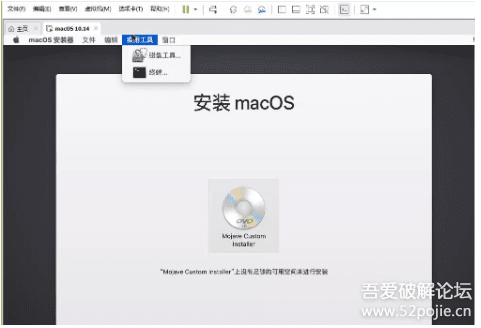 文件(F) 编辑(E) 查看(V) 虚拟机(M) 选项卡(T) 帮助(H)
主页 macOS 10.14
macOS 安装器 文件 编辑 实用工具 窗口
磁盘工具...
终端...
安装 macOS
DVD
Mojave Custom
Installer
"Mojave Custom Installer"上没有足够的可用空间来进行安装
吾爱破解论坛
www.52pojie.cn